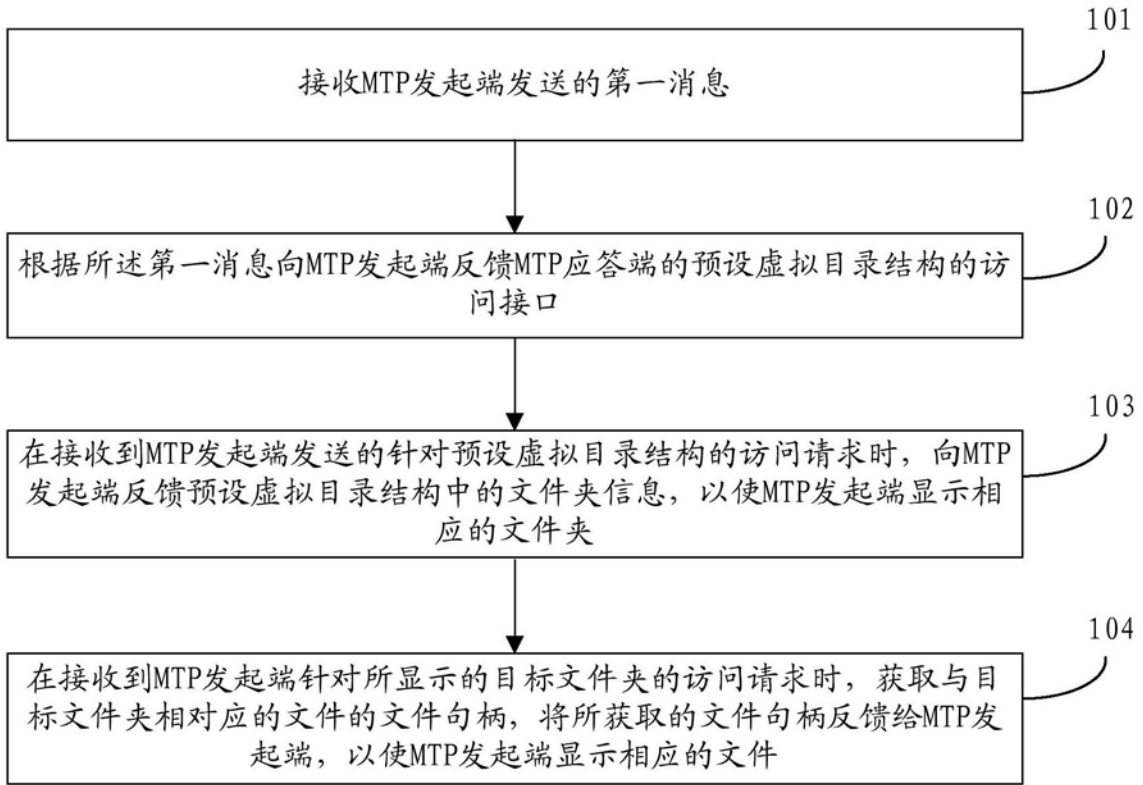 101
接收MTP发起端发送的第一消息
102
根据所述第一消息向MTP发起端反馈MTP应答端的预设虚拟目录结构的访
问接口
103
在接收到MTP发起端发送的针对预设虚拟目录结构的访问请求时，向MTP
发起端反馈预设虚拟目录结构中的文件夹信息，以使MTP发起端显示相
应的文件夹
104
在接收到MTP发起端针对所显示的目标文件夹的访问请求时，获取与目
标文件夹相对应的文件的文件句柄，将所获取的文件句柄反馈给MTP发
起端，以使MTP发起端显示相应的文件